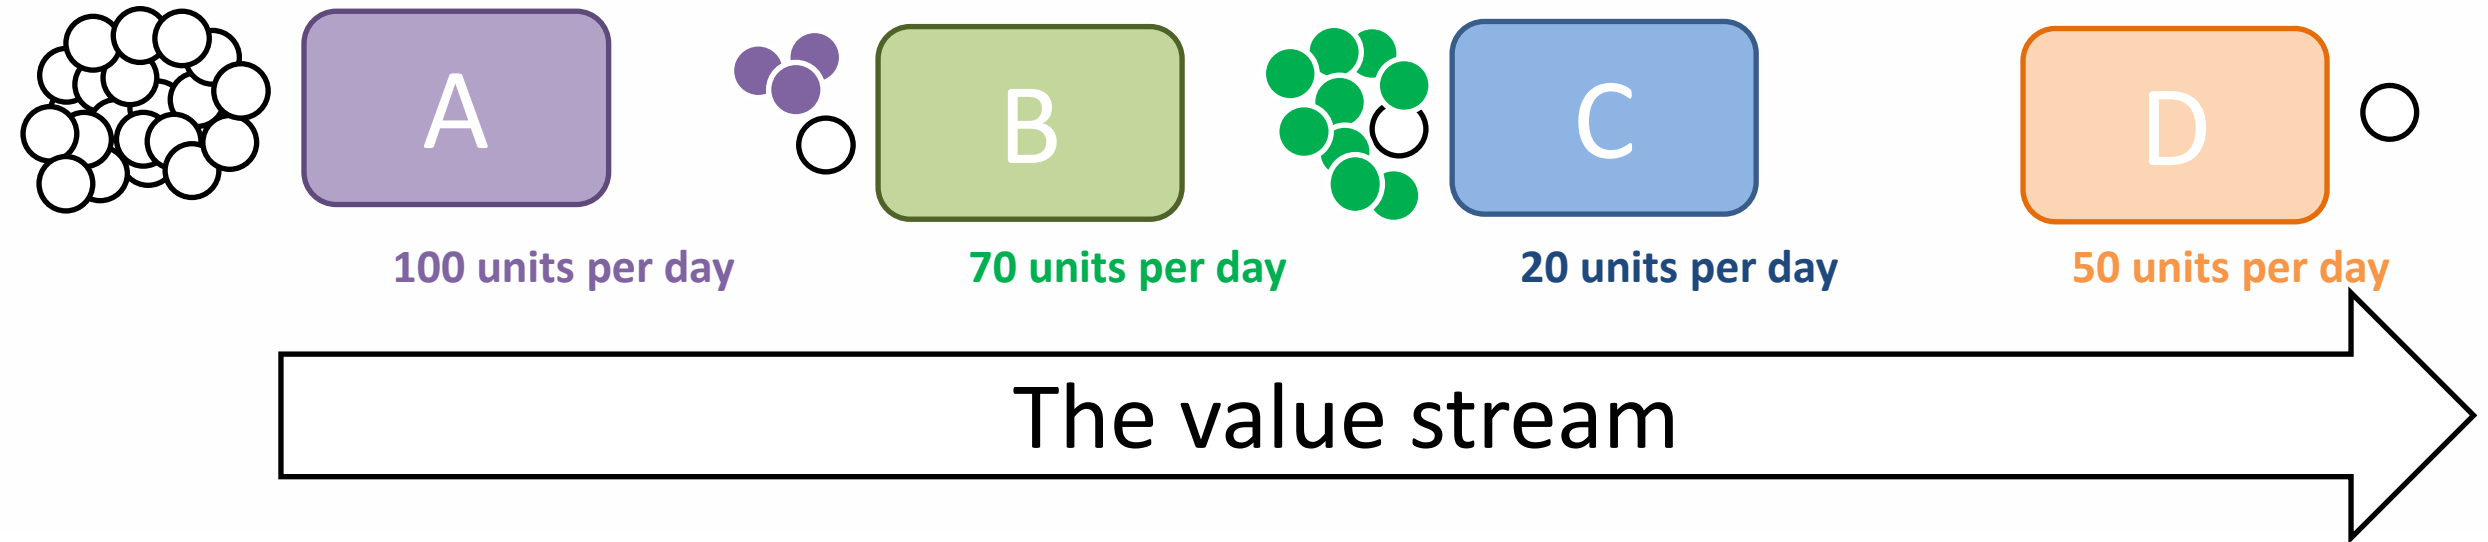 A
B
C
D
100 units per day
70 units per day
20 units per day
50 units per day
The value stream